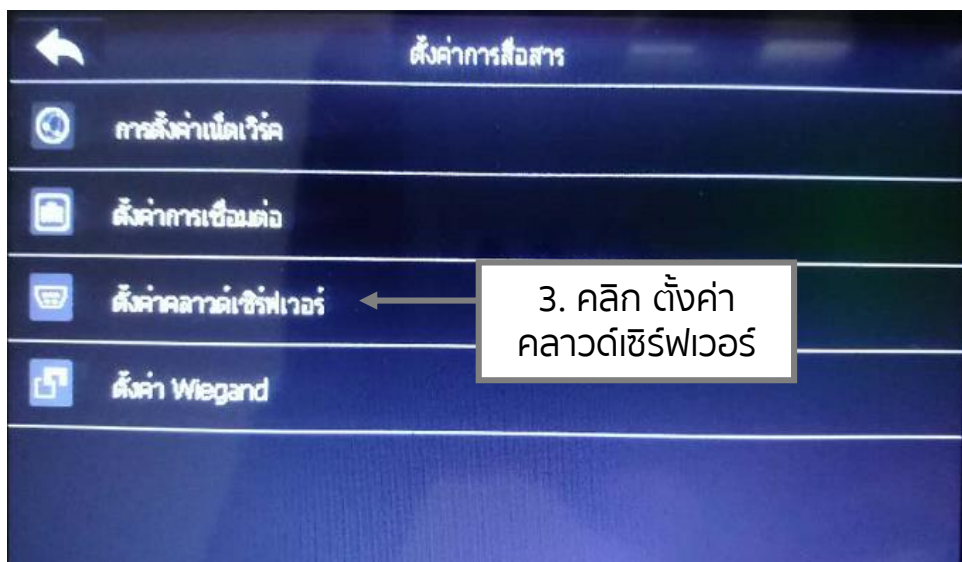 ตั้งค่าการสื่อสาร
การตั้งค่าเน็ตเวิร์ค
ตั้งค่าการเชื่อมต่อ
ตั้งค่าคลาวด์เซิร์ฟเวอร์
3. คลิก ตั้งค่า
คลาวด์เซิร์ฟเวอร์
ตั้งค่า Wiegand